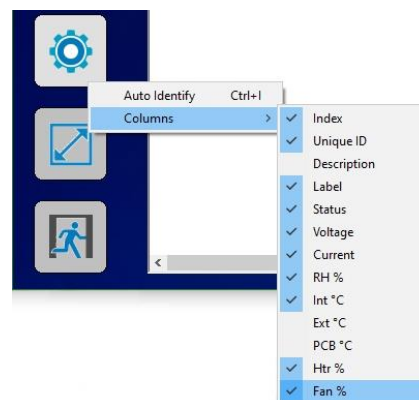 Auto Identify Ctrl+I
Columns
Index
Unique ID
Description
Label
Status
Voltage
Current
RH %
Int °C
Ext °C
PCB °C
Htr %
Fan %